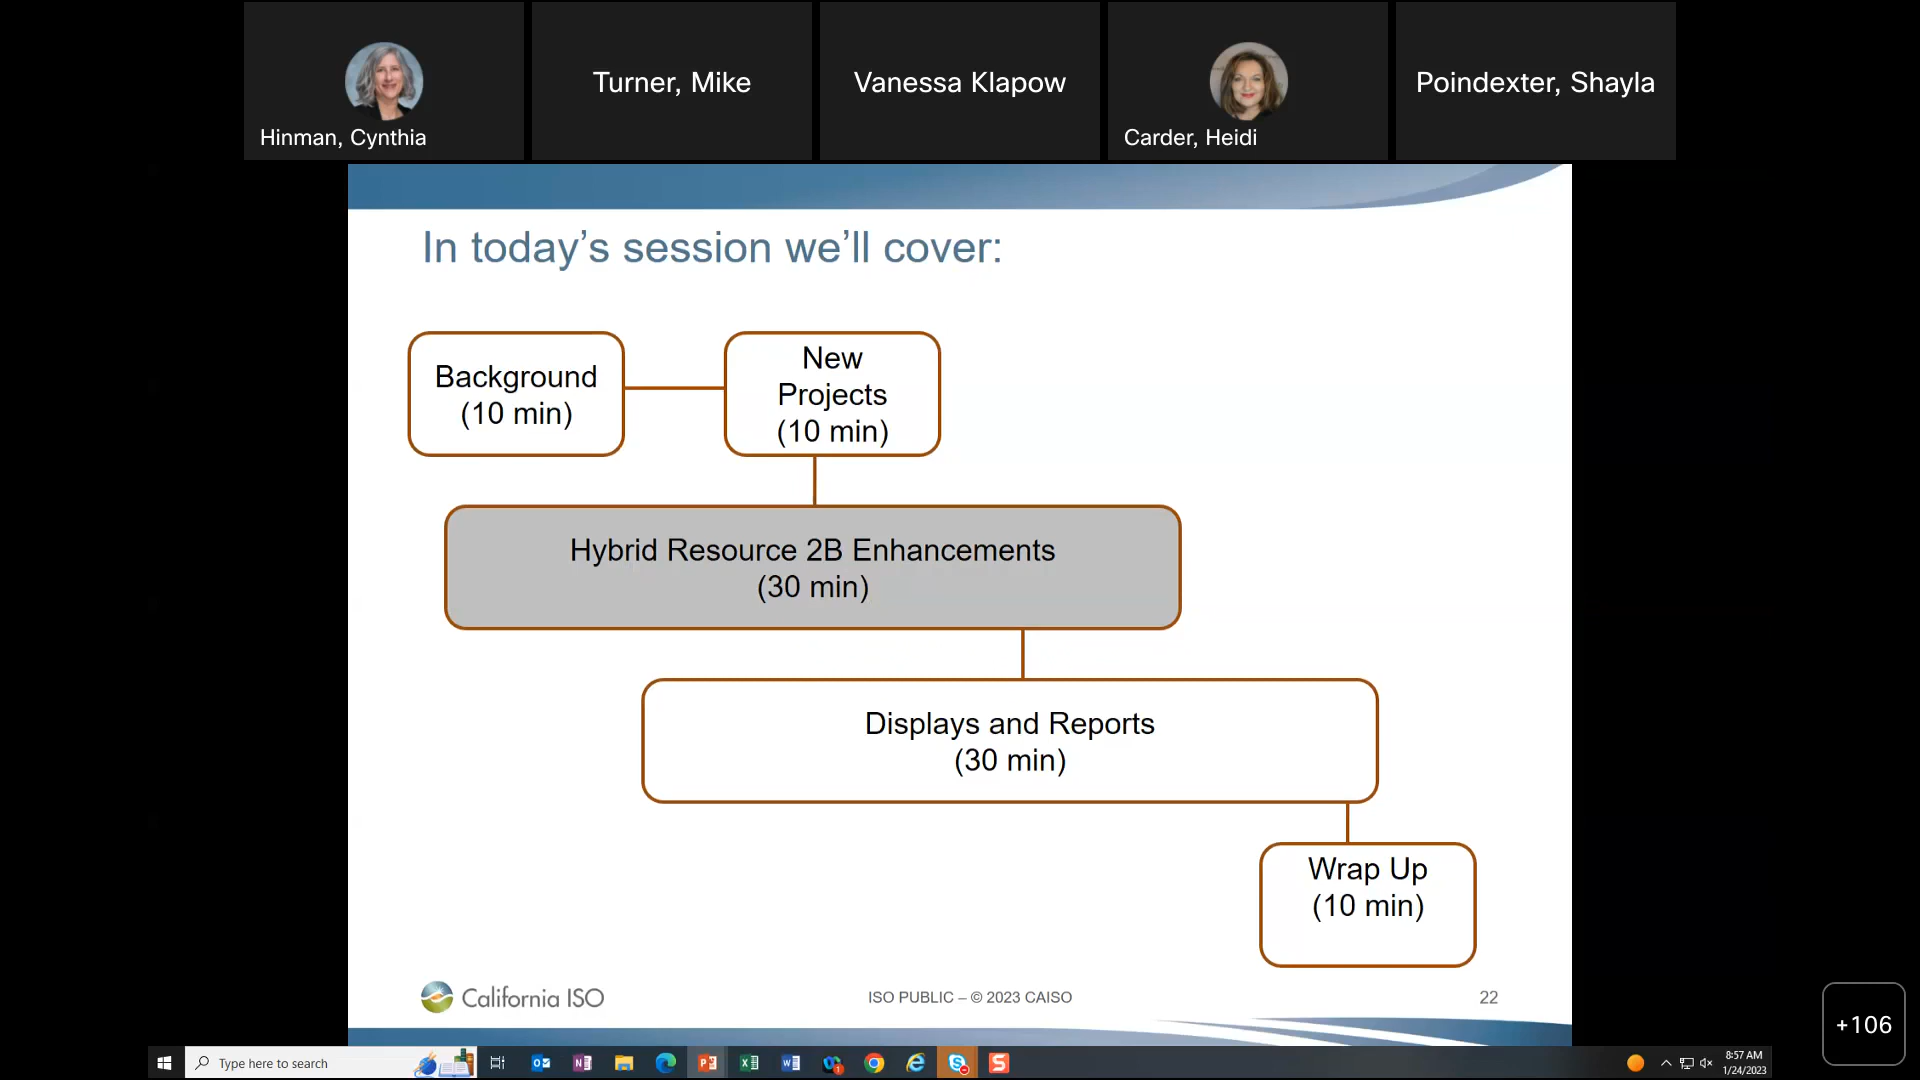 Hinman, Cynthia
Turner, Mike
Vanessa Klapow
Carder, Heidi
Poindexter, Shayla
In today’s session we’ll cover:
Background
(10 min)
New
Projects
(10 min)
Hybrid Resource 2B Enhancements
(30 min)
Displays and Reports
(30 min)
Wrap Up
(10 min)
California ISO
ISO PUBLIC – © 2023 CAISO
22
+106
Type here to search
8:57 AM
1/24/2023